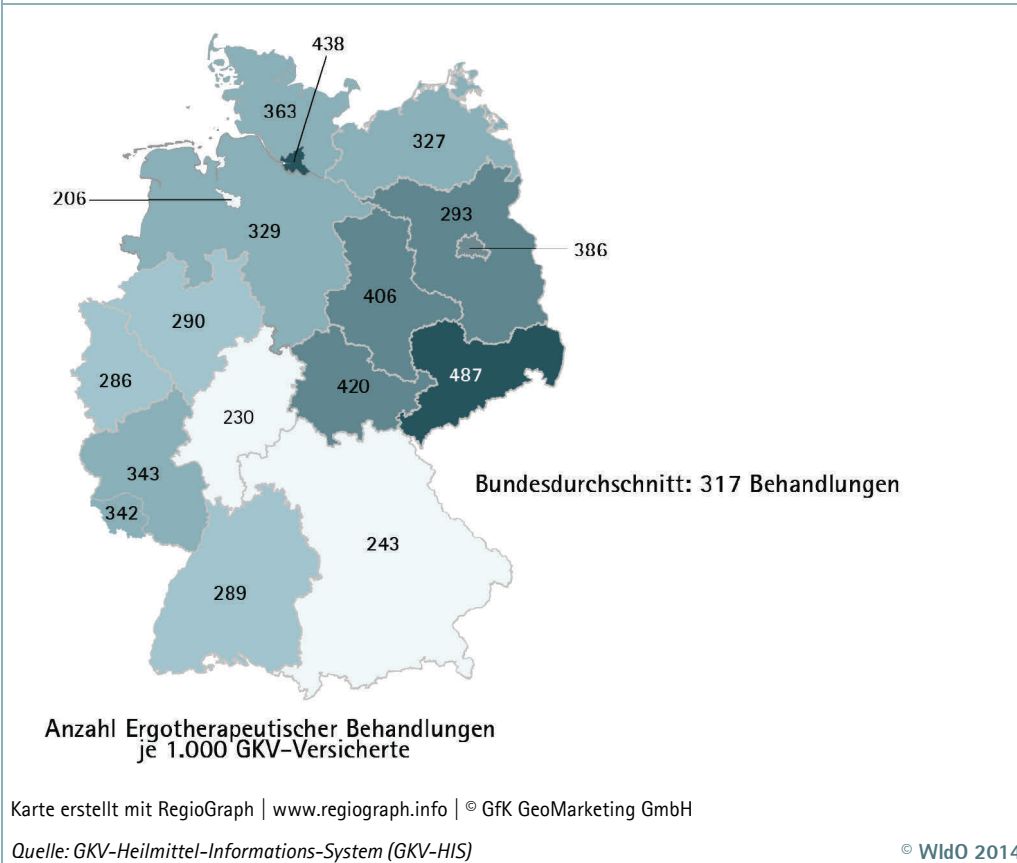 438
363
327
206
293
329
386
406
290
487
286
420
230
343
Bundesdurchschnitt: 317 Behandlungen
342
243
289
Anzahl Ergotherapeutischer Behandlungen
je 1.000 GKV-Versicherte
Karte erstellt mit RegioGraph | www.regiograph.info | © GfK GeoMarketing GmbH
Quelle: GKV-Heilmittel-Informations-System (GKV-HIS)
© WIdO 2014